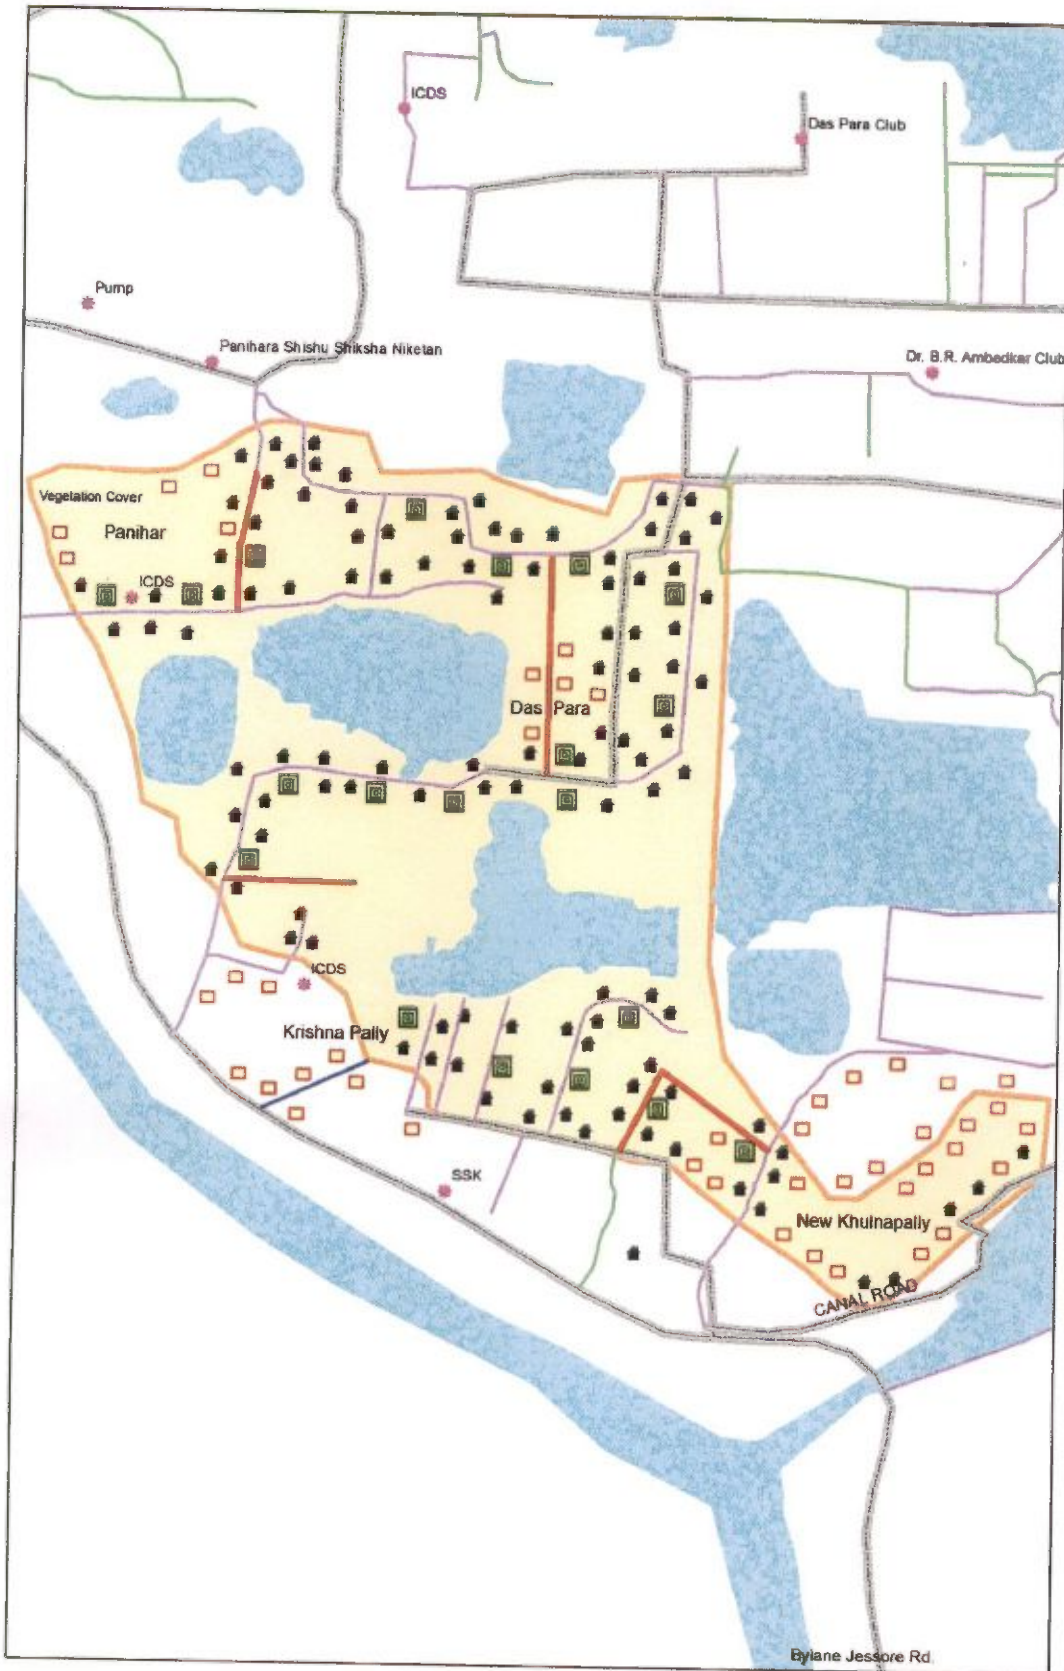 ICDS
Das Para Club
Pump
Panihara Shishu Shiksha Niketan
Dr. B.R. Ambedkar Club
Vegetation Cover
Panihar
ICDS
Das Para
ICDS
Krishna Pally
SSK
New Khulnapally
CANAL ROAD
Bylane Jessore Rd.